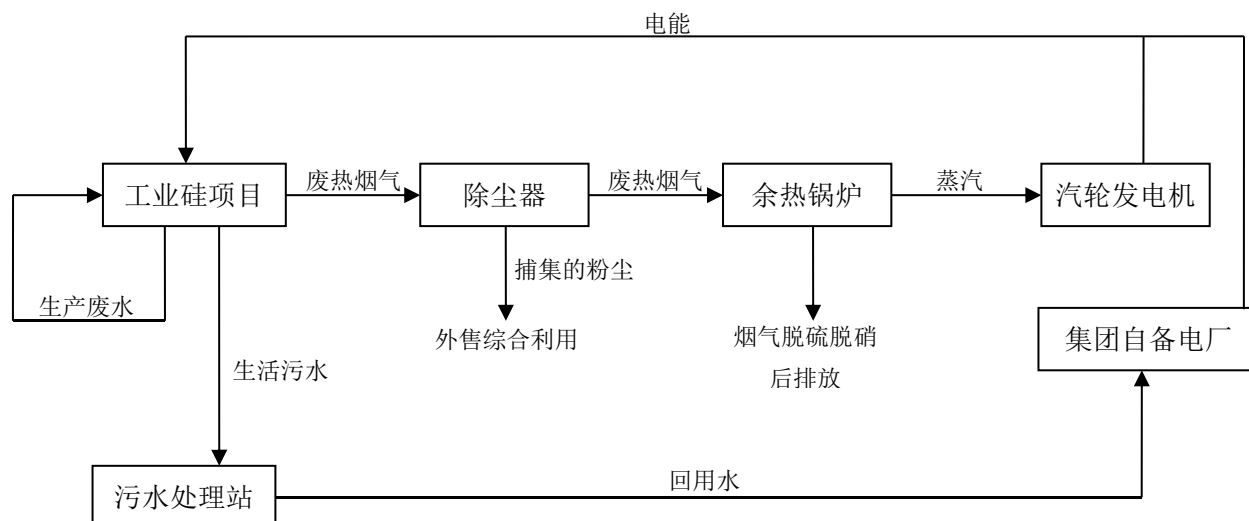 电能
工业硅项目
废热烟气
除尘器
废热烟气
余热锅炉
蒸汽
汽轮发电机
生产废水
捕集的粉尘
外售综合利用
烟气脱硫脱硝
后排放
集团自备电厂
生活污水
污水处理站
回用水